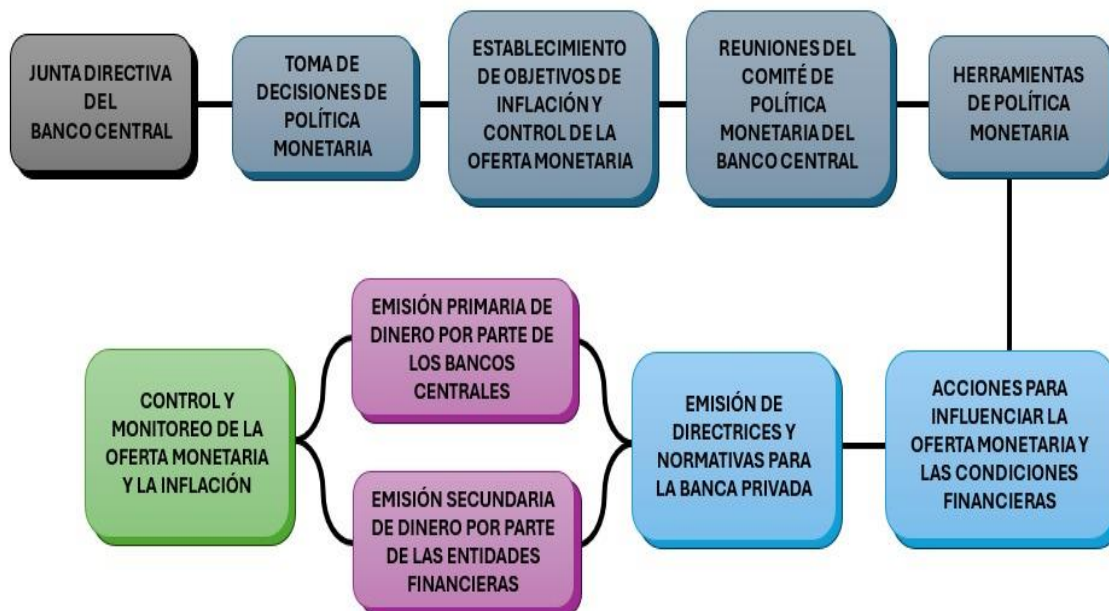 JUNTA DIRECTIVA
DEL
BANCO CENTRAL
TOMA DE
DECISIONES DE
POLÍTICA
MONETARIA
ESTABLECIMIENTO
DE OBJETIVOS DE
INFLACIÓN Y
CONTROL DE LA
OFERTA MONETARIA
REUNIONES DEL
COMITÉ DE
POLÍTICA
MONETARIA DEL
BANCO CENTRAL
HERRAMIENTAS
DE POLÍTICA
MONETARIA
ACCIONES PARA
INFLUENCIAR LA
OFERTA MONETARIA Y
LAS CONDICIONES
FINANCIERAS
EMISIÓN DE
DIRECTRICES Y
NORMATIVAS PARA
LA BANCA PRIVADA
EMISIÓN PRIMARIA DE
DINERO POR PARTE DE
LOS BANCOS
CENTRALES
EMISIÓN SECUNDARIA
DE DINERO POR PARTE
DE LAS ENTIDADES
FINANCIERAS
CONTROL Y
MONITOREO DE LA
OFERTA MONETARIA
Y LA INFLACIÓN